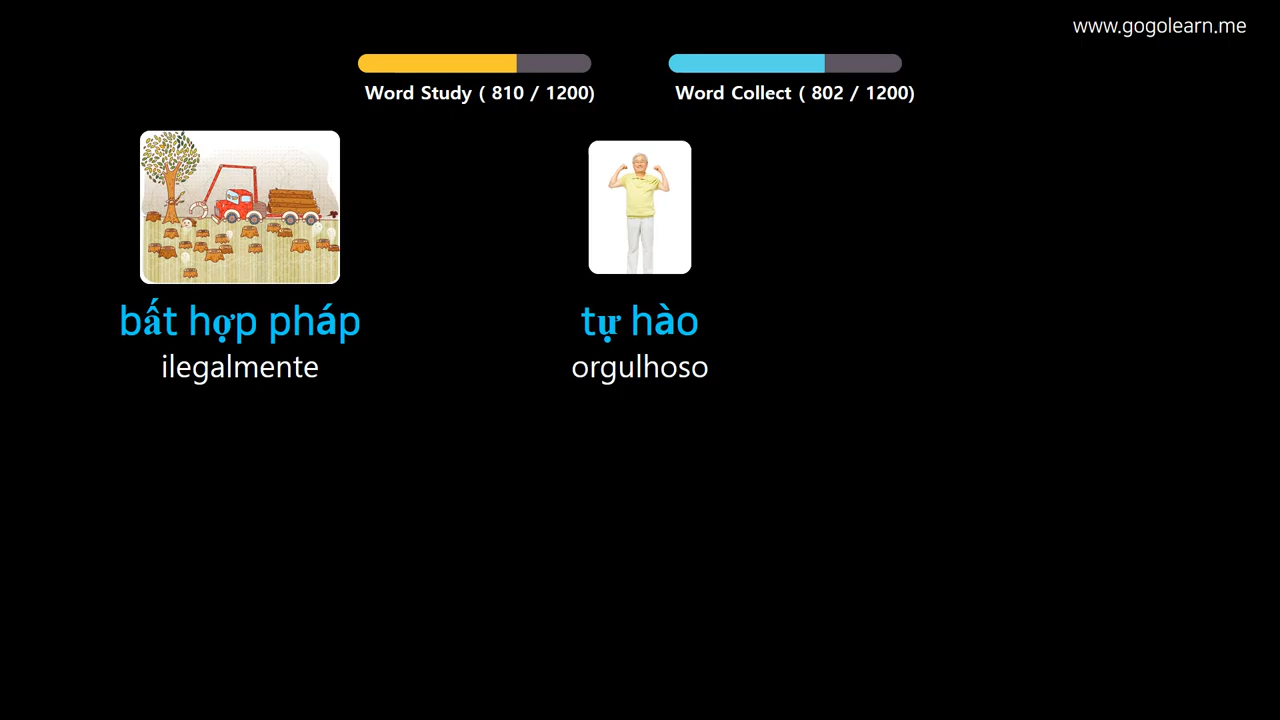 www.gogolearn.me
Word Study ( 810 / 1200)
Word Collect ( 802 / 1200)
bất hợp pháp
ilegalmente
tự hào
orgulhoso